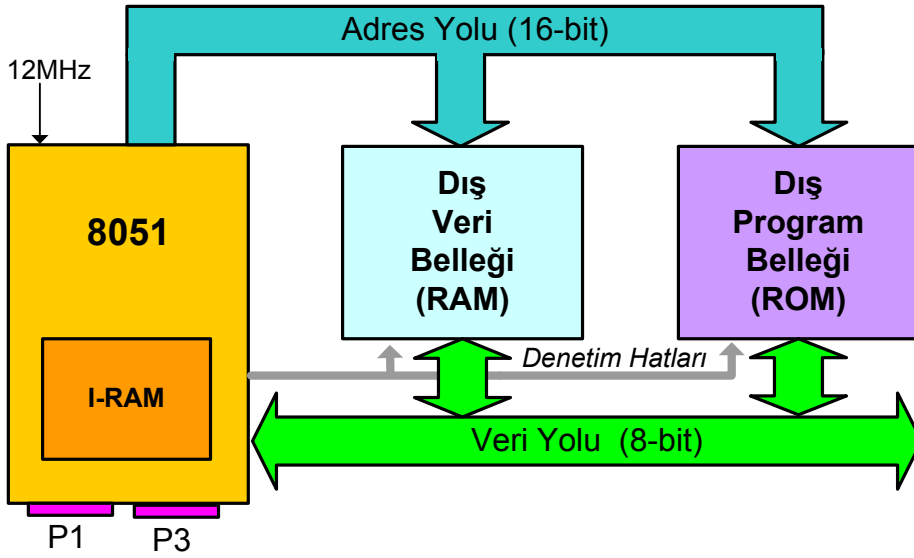 Adres Yolu (16-bit)
12MHz
8051
I-RAM
Dış
Veri
Belleği
(RAM)
Dış
Program
Belleği
(ROM)
Denetim Hatları
Veri Yolu (8-bit)
P1
P3